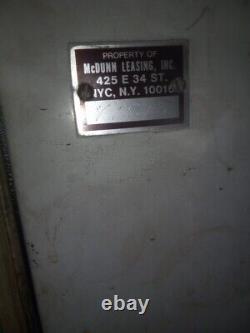 PROPERTY OF
McDUNN LEASING, INC.
425 E 34 ST.
NYC, N.Y. 10016
ebay